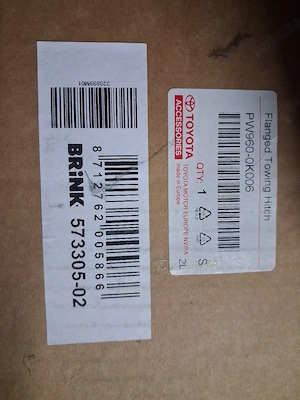 Flanged Towing Hitch
PW960-0K006
TOYOTA
ACCESSORIES
QTY: 1
TOYOTA MOTOR EUROPE NV/SA
made in Europe
S
320899M01
8 712762 005866
BRiNK 573305-02